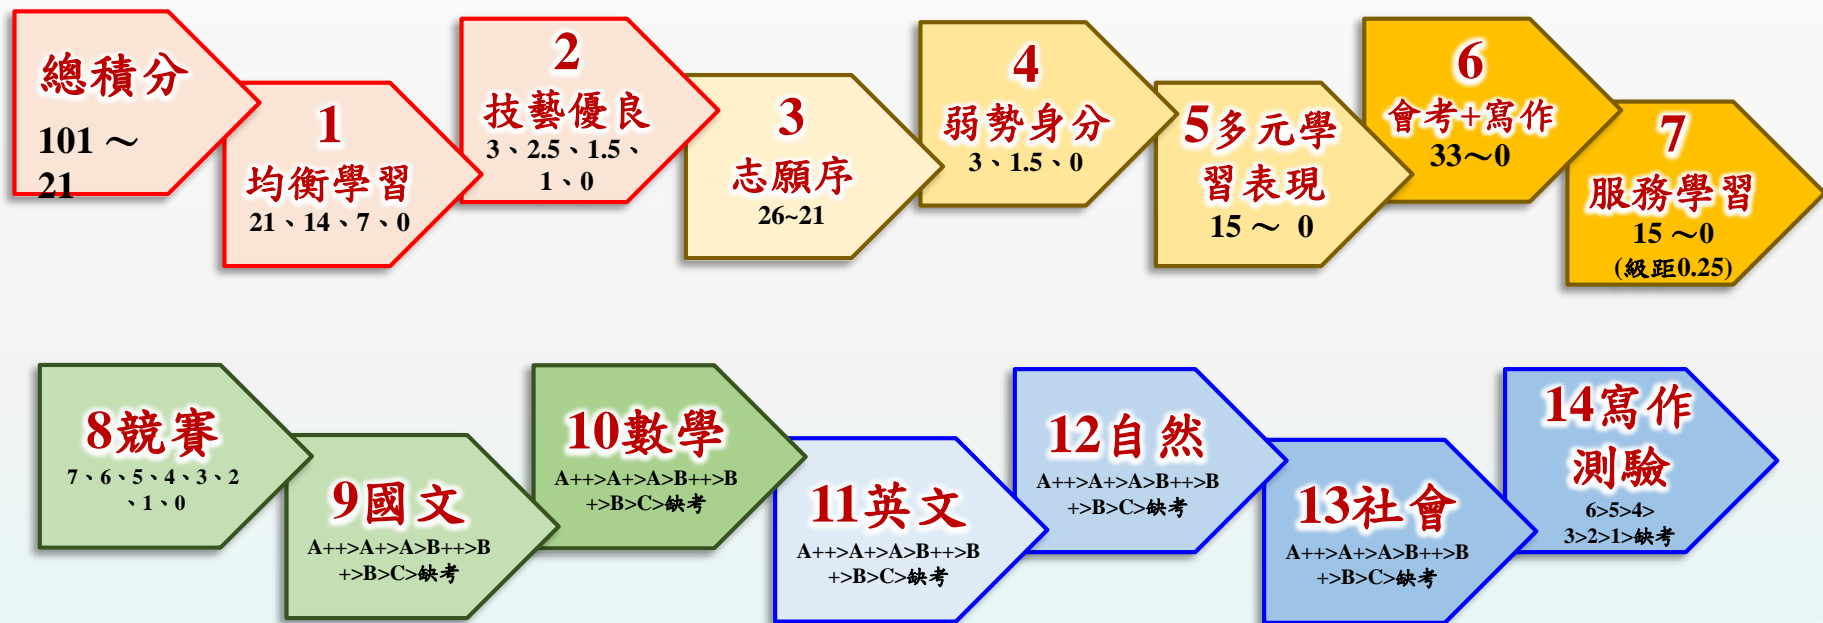 總積分
101 ～
21
1
均衡學習
21、14、7、0
2
技藝優良
3、2.5、1.5、
1、0
3
志願序
26~21
4
弱勢身分
3、1.5、0
5多元學
習表現
15 ～ 0
6
會考+寫作
33～0
7
服務學習
15 ～0
(級距0.25)
8競賽
7、6、5、4、3、2
、1、0
9國文
A++>A+>A>B++>B
+>B>C>缺考
10數學
A++>A+>A>B++>B
+>B>C>缺考
11英文
A++>A+>A>B++>B
+>B>C>缺考
12自然
A++>A+>A>B++>B
+>B>C>缺考
13社會
A++>A+>A>B++>B
+>B>C>缺考
14寫作
測驗
6>5>4>
3>2>1>缺考